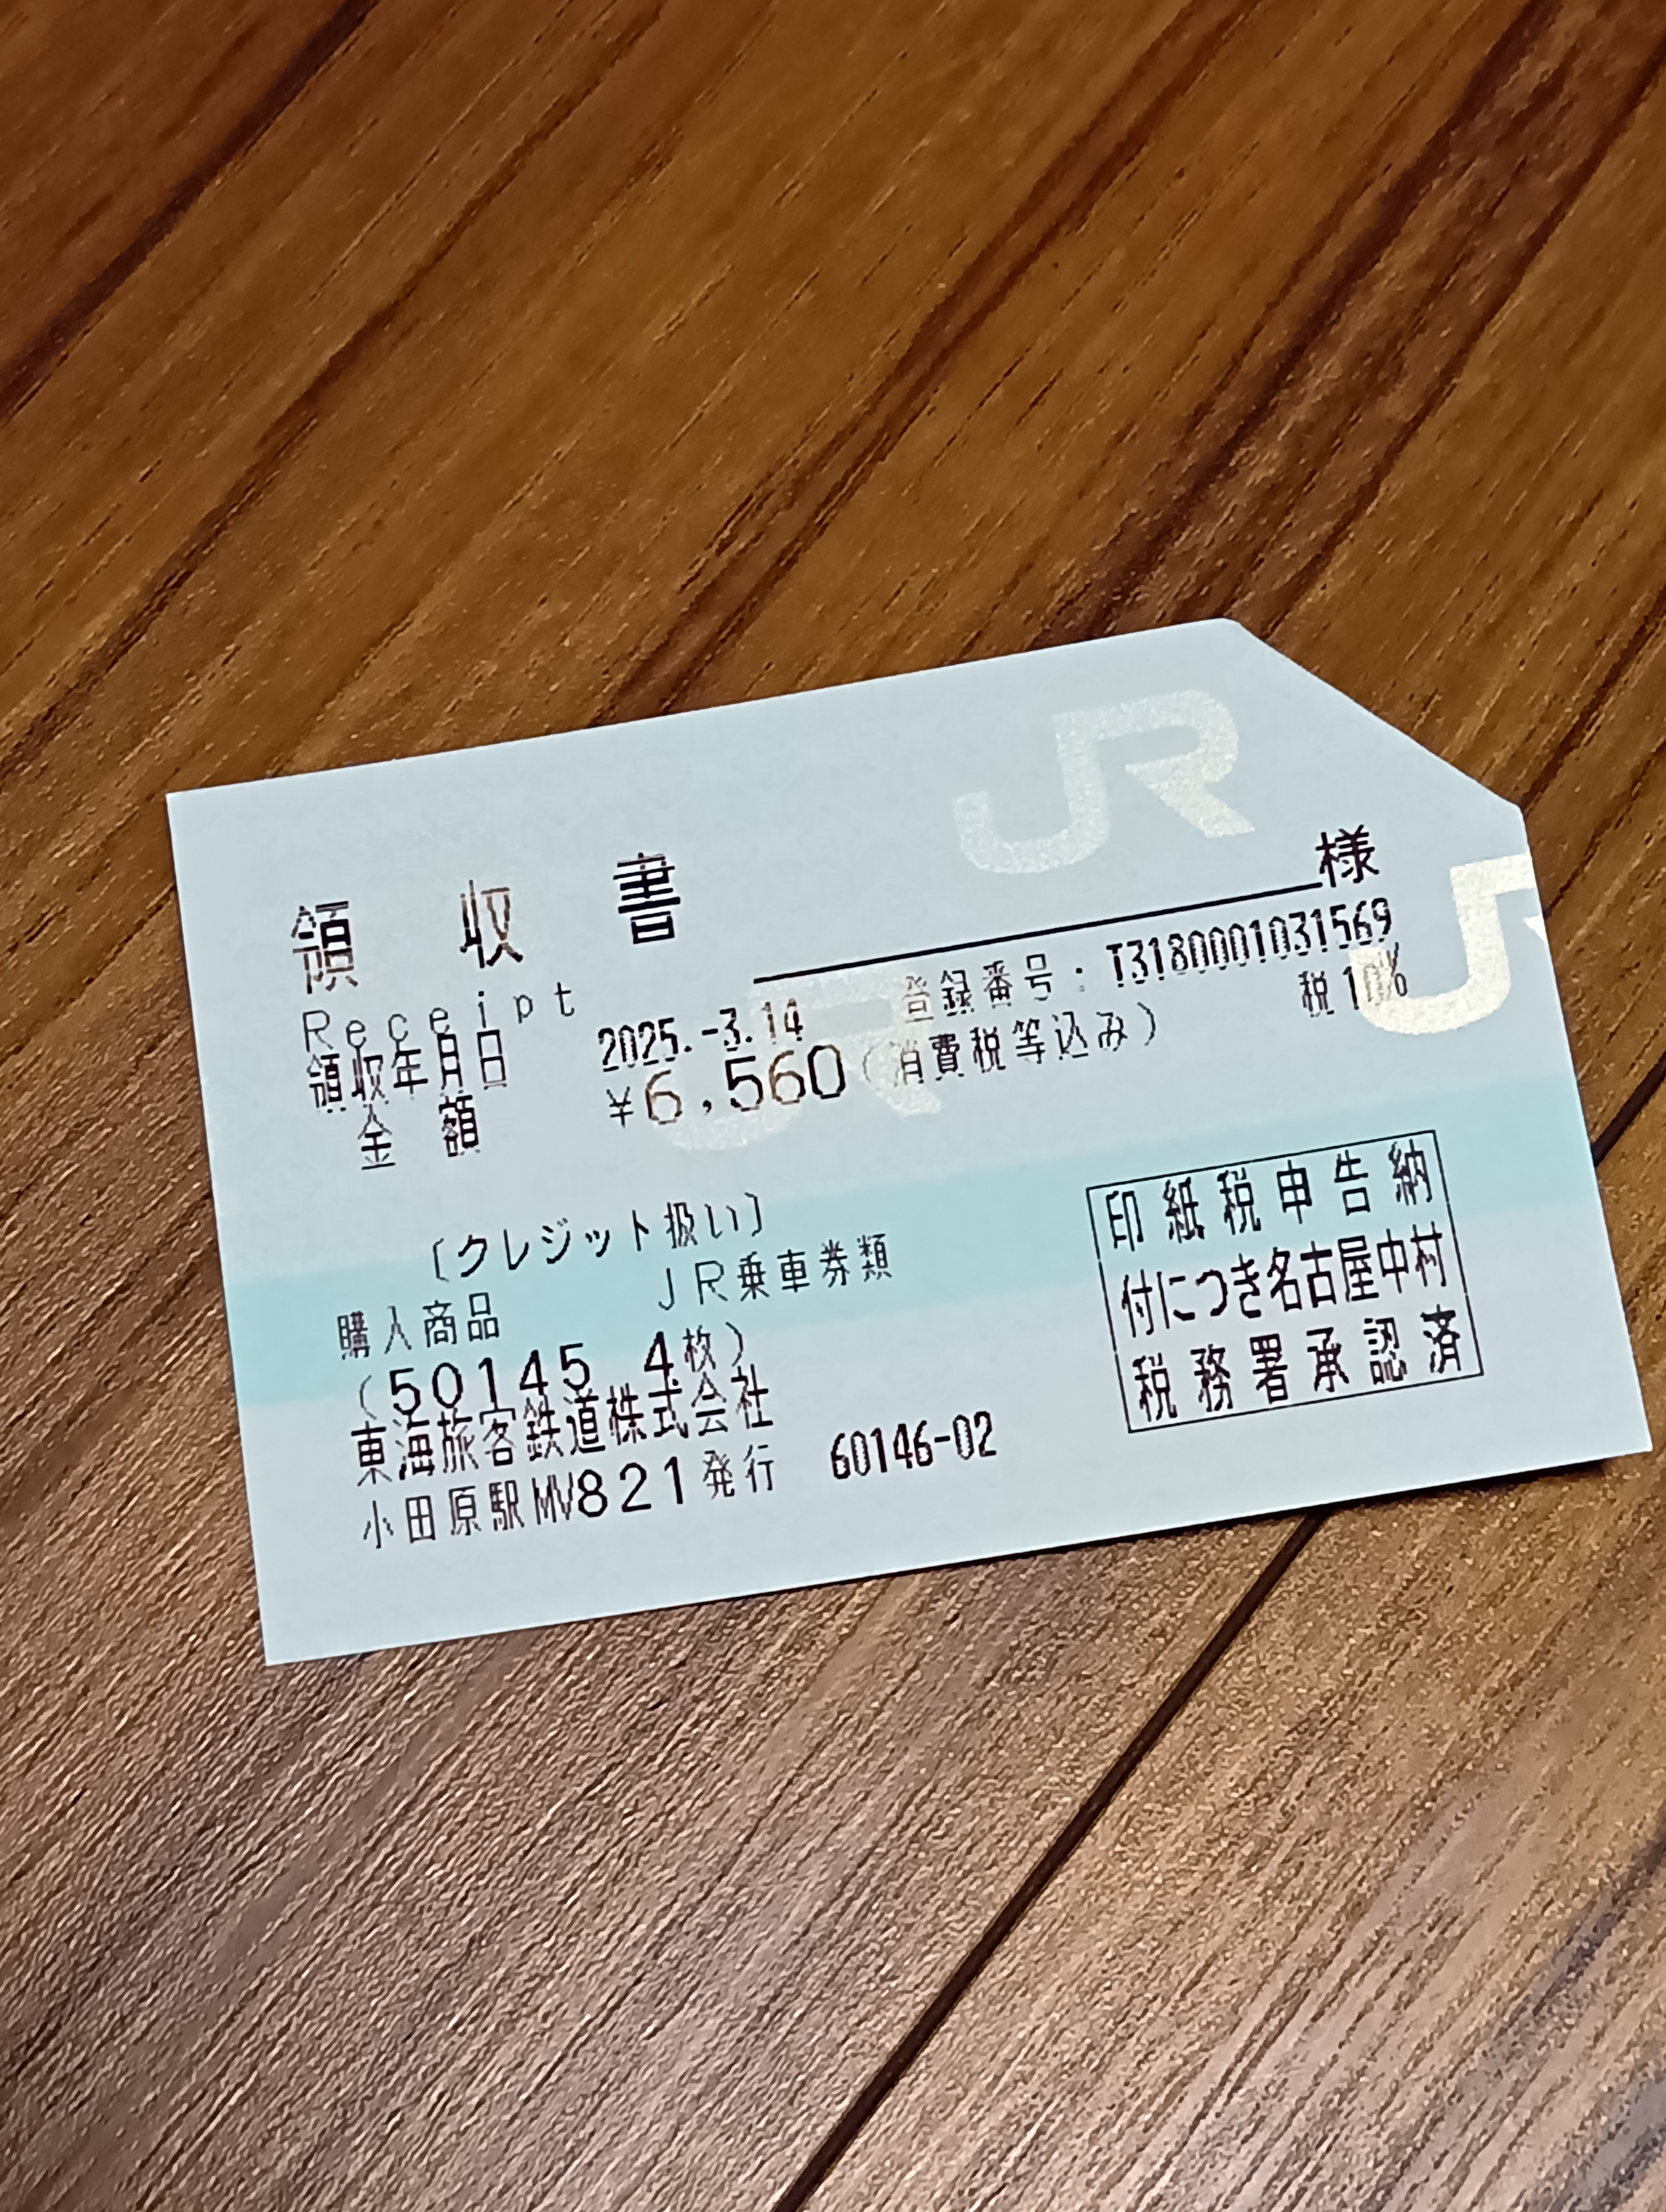 JR
JR
JR
領収書
様
Receipt
登録番号：T3180001031569
領収年月日 2025.-3.14 税10%
金額 ¥6,560(消費税等込み)
〔クレジット扱い〕
購入商品 JR乗車券類
(50145 4枚)
東海旅客鉄道株式会社
小田原駅MV821発行 60146-02
印紙税申告納
付につき名古屋中村
税務署承認済